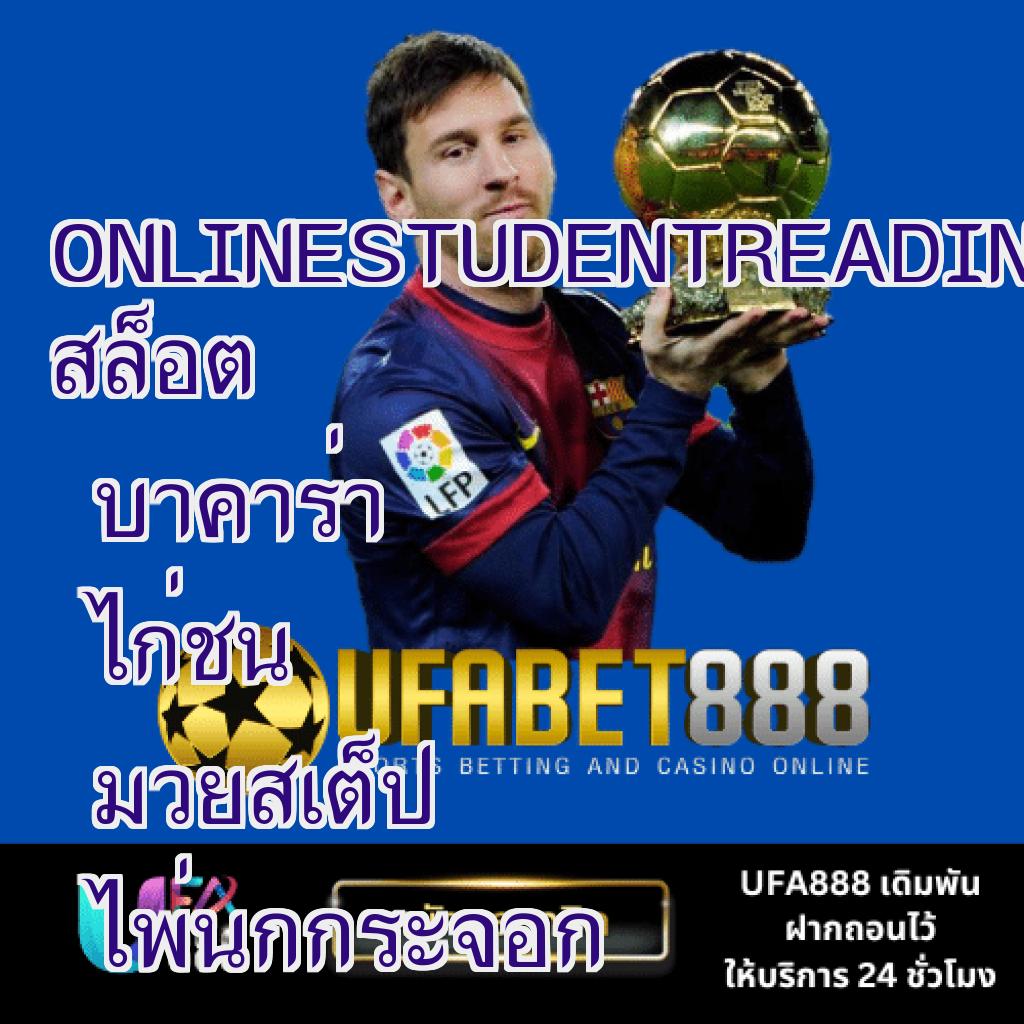 ONLINESTUDENTREADIN
สล็อต
บาคาร่า
ไก่ชน
มวยสเต็ป
ไพ่นกกระจอก
LFP
UFABET888
BETTING AND CASINO ONLINE
UFA888 เดิมพัน
ฝากถอนไว้
ให้บริการ 24 ชั่วโมง